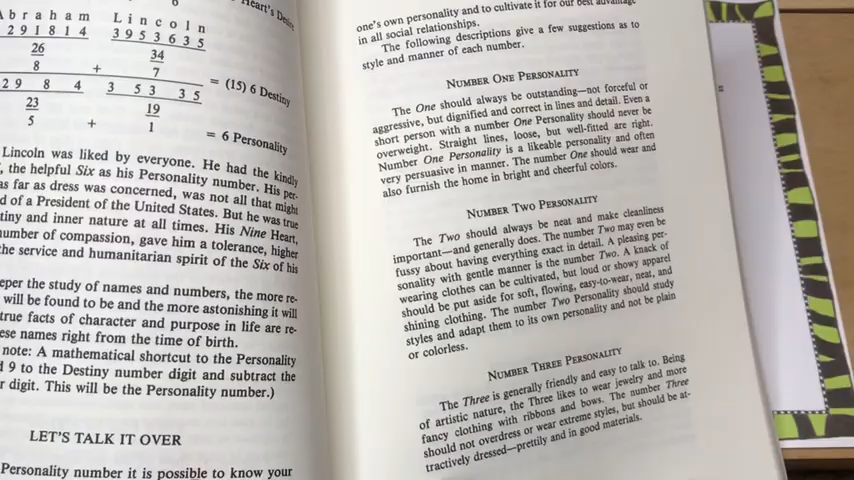 Heart's
Abraham Lincoln
2 9 1 8 1 4 3 9 5 3 6 3 5
26 34
8 + 7 = (15) 6 Destiny
2 9 8 4 3 5 3 3 5
23 19
5 + 1 = 6 Personality
Lincoln was liked by everyone. He had the kindly
, the helpful Six as his Personality number. His per-
as far as dress was concerned, was not all that might
d of a President of the United States. But he was true
tiny and inner nature at all times. His Nine Heart,
number of compassion, gave him a tolerance, higher
the service and humanitarian spirit of the Six of his
eper the study of names and numbers, the more re-
will be found to be and the more astonishing it will
true facts of character and purpose in life are re-
ese names right from the time of birth.
note: A mathematical shortcut to the Personality
d 9 to the Destiny number digit and subtract the
r digit. This will be the Personality number.)
LET'S TALK IT OVER
Personality number it is possible to know your
one's own personality and to cultivate it for our best advantage
in all social relationships.
The following descriptions give a few suggestions as to
style and manner of each number.
NUMBER ONE PERSONALITY
The One should always be outstanding—not forceful or
aggressive, but dignified and correct in lines and detail. Even a
short person with a number One Personality should never be
overweight. Straight lines, loose, but well-fitted are right.
Number One Personality is a likeable personality and often
very persuasive in manner. The number One should wear and
also furnish the home in bright and cheerful colors.
NUMBER TWO PERSONALITY
The Two should always be neat and make cleanliness
important—and generally does. The number Two may even be
fussy about having everything exact in detail. A pleasing per-
sonality with gentle manner is the number Two. A knack of
wearing clothes can be cultivated, but loud or showy apparel
should be put aside for soft, flowing, easy-to-wear, neat, and
shining clothing. The number Two Personality should study
styles and adapt them to its own personality and not be plain
or colorless.
NUMBER THREE PERSONALITY
The Three is generally friendly and easy to talk to. Being
of artistic nature, the Three likes to wear jewelry and more
fancy clothing with ribbons and bows. The number Three
should not overdress or wear extreme styles, but should be at-
tractively dressed—prettily and in good materials.